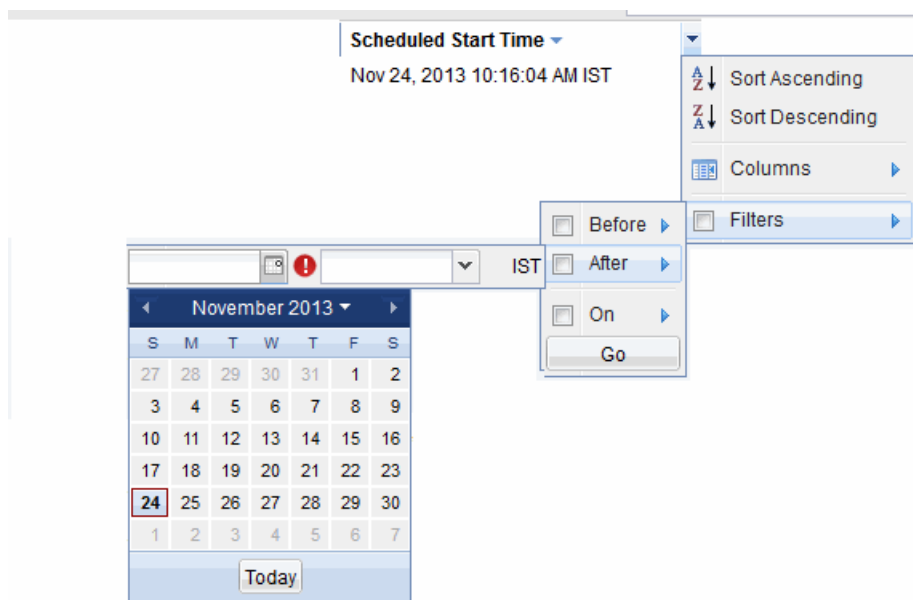 Scheduled Start Time
Nov 24, 2013 10:16:04 AM IST
Sort Ascending
Sort Descending
Columns
Filters
Before
After
On
Go
IST
November 2013
S M T W T F S
27 28 29 30 31 1 2
3 4 5 6 7 8 9
10 11 12 13 14 15 16
17 18 19 20 21 22 23
24 25 26 27 28 29 30
1 2 3 4 5 6 7
Today